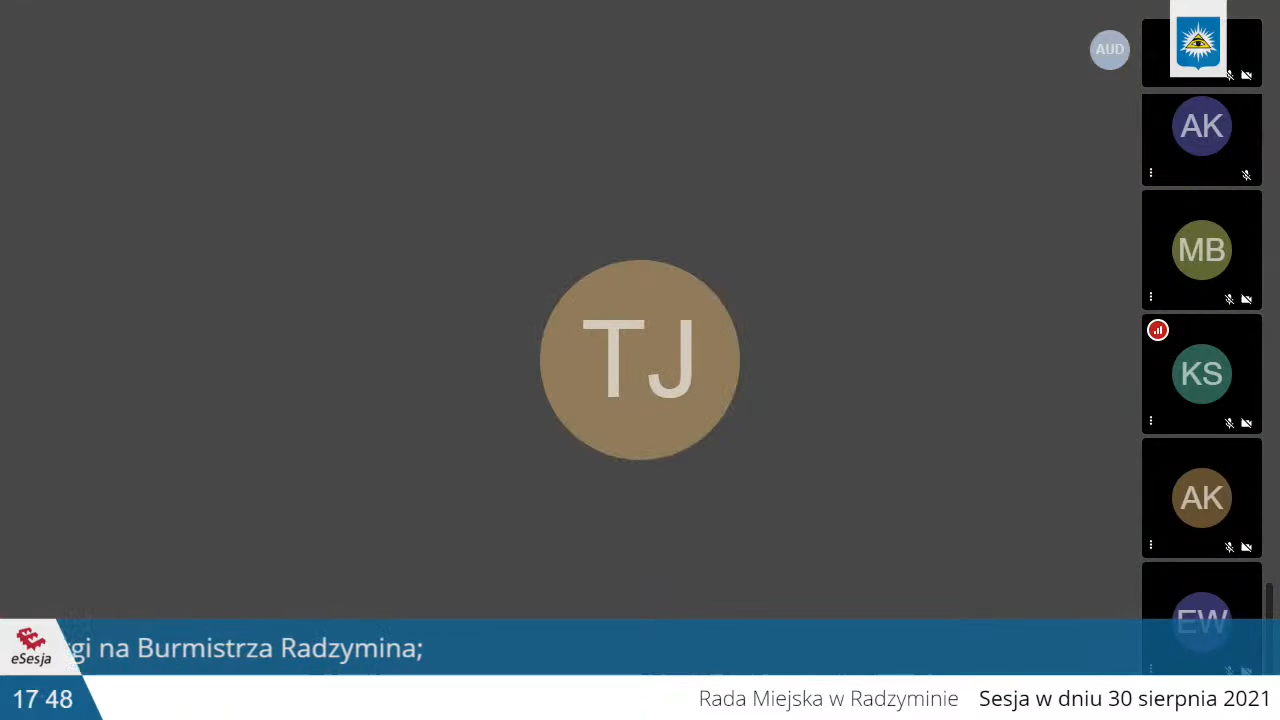 AUD
AK
MB
TJ
KS
AK
EW
gi na Burmistrza Radzymina;
eSesja
17 48
Rada Miejska w Radzyminie Sesja w dniu 30 sierpnia 2021